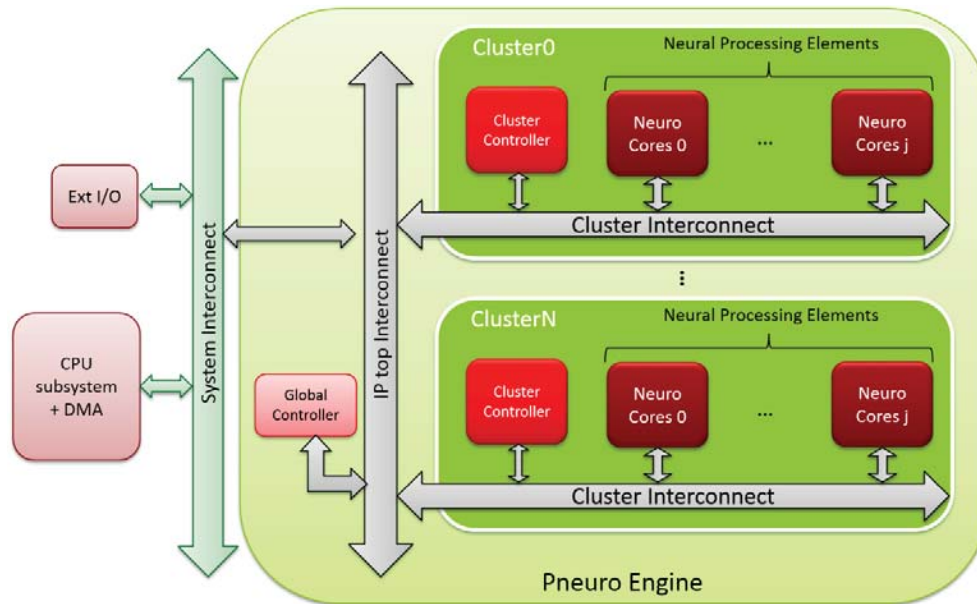 Cluster0
Neural Processing Elements
Cluster
Controller
Neuro
Cores 0
...
Neuro
Cores j
Cluster Interconnect
Ext I/O
System Interconnect
IP top Interconnect
CPU
subsystem
+ DMA
Global
Controller
...
ClusterN
Neural Processing Elements
Cluster
Controller
Neuro
Cores 0
...
Neuro
Cores j
Cluster Interconnect
Pneuro Engine